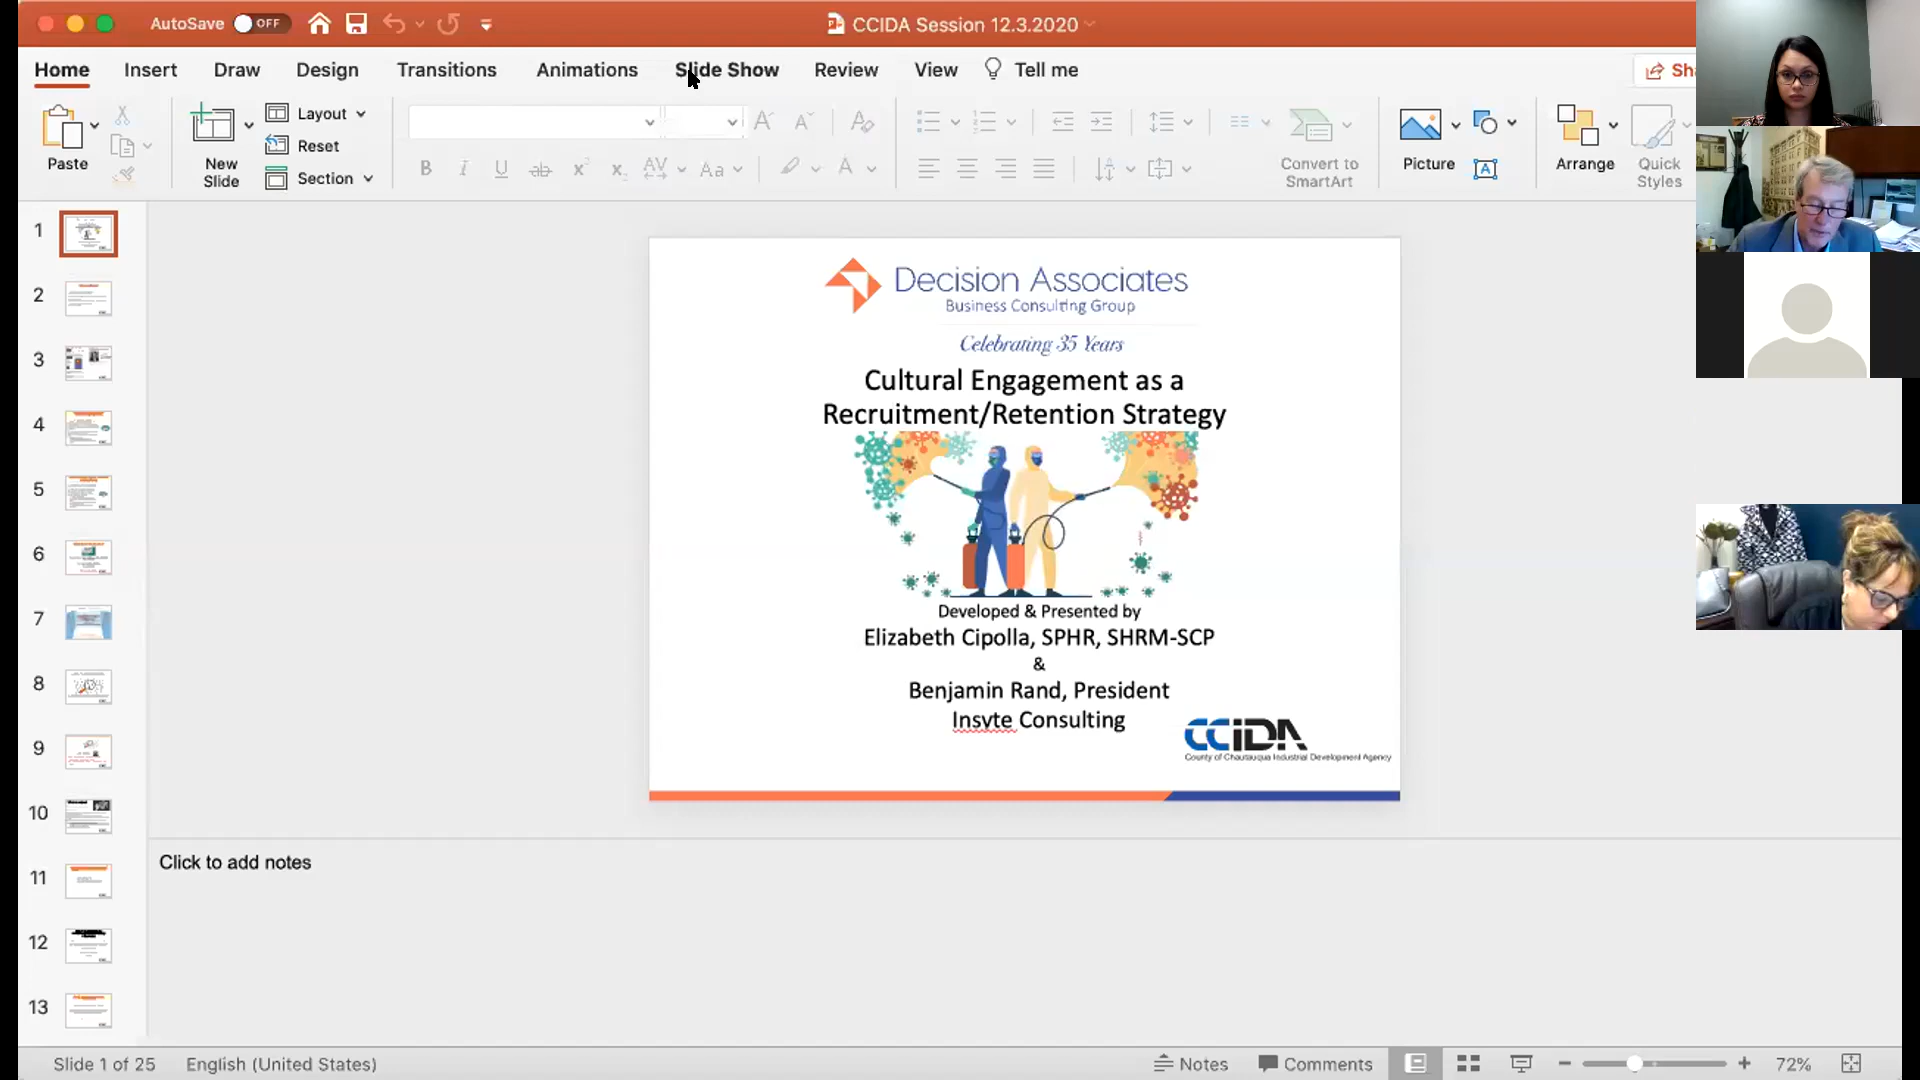 AutoSave OFF
CCIDA Session 12.3.2020
Home Insert Draw Design Transitions Animations Slide Show Review View Tell me
Paste
New
Slide
Layout
Reset
Section
Convert to
SmartArt
Picture
Arrange
Quick
Styles
1
2
3
4
5
6
7
8
9
10
11
12
13
Decision Associates
Business Consulting Group
Celebrating 35 Years
Cultural Engagement as a
Recruitment/Retention Strategy
Developed & Presented by
Elizabeth Cipolla, SPHR, SHRM-SCP
&
Benjamin Rand, President
Insyte Consulting
CCIDA
County of Chautauqua Industrial Development Agency
Click to add notes
Slide 1 of 25 English (United States) Notes Comments 72%